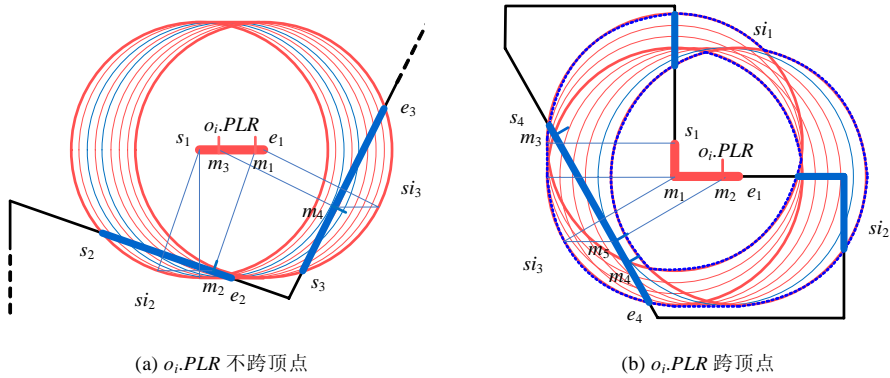 oᵢ.PLR
s₁
e₁
m₃
m₁
e₃
si₃
m₄
s₂
m₂
e₂
s₃
si₂
(a) oᵢ.PLR 不跨顶点
si₁
s₄
m₃
s₁
oᵢ.PLR
m₁
m₂
e₁
si₂
m₅
si₃
m₄
e₄
(b) oᵢ.PLR 跨顶点